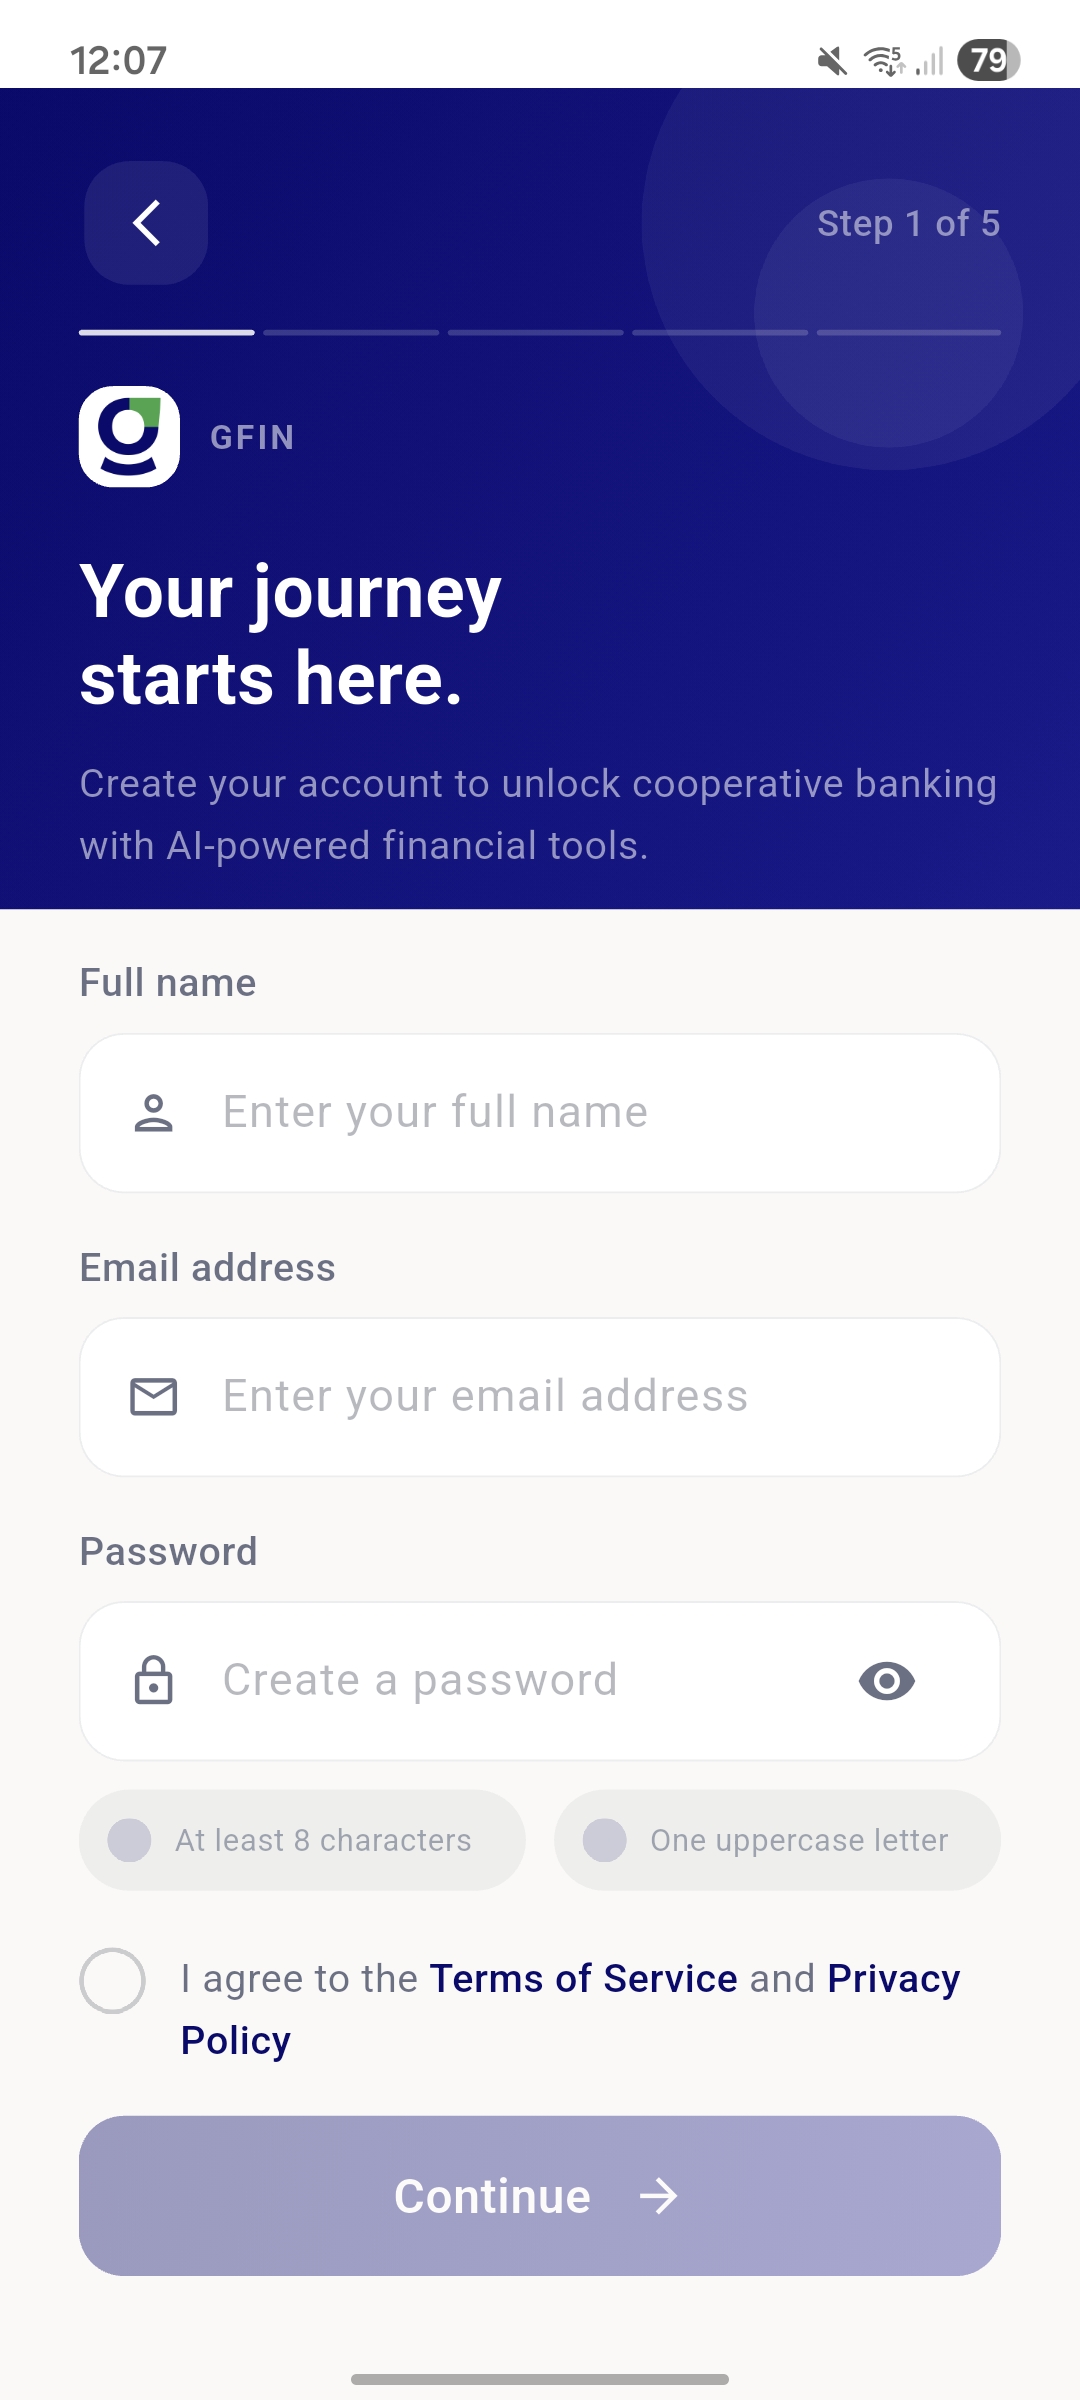 12:07
5
79
Step 1 of 5
GFIN
Your journey
starts here.
Create your account to unlock cooperative banking
with AI-powered financial tools.
Full name
Enter your full name
Email address
Enter your email address
Password
Create a password
At least 8 characters
One uppercase letter
I agree to the Terms of Service and Privacy
Policy
Continue